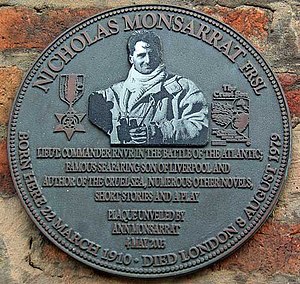 NICHOLAS MONSARRAT FRSL
LIEUT. COMMANDER RNVR IN THE BATTLE OF THE ATLANTIC,
FAMOUS SEAFARING SON OF LIVERPOOL AND
AUTHOR OF THE CRUEL SEA, NUMEROUS OTHER NOVELS,
SHORT STORIES AND A PLAY.
PLAQUE UNVEILED BY
ANN MONSARRAT
BORN HERE 22 MARCH 1910 • DIED LONDON 8 AUGUST 1979